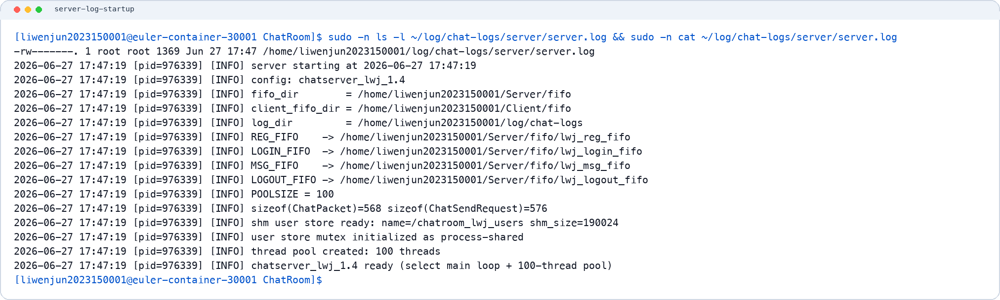 server-log-startup
[liwenjun2023150001@euler-container-30001 ChatRoom]$ sudo -n ls -l ~/log/chat-logs/server/server.log && sudo -n cat ~/log/chat-logs/server/server.log
-rw-------. 1 root root 1369 Jun 27 17:47 /home/liwenjun2023150001/log/chat-logs/server/server.log
2026-06-27 17:47:19 [pid=976339] [INFO] server starting at 2026-06-27 17:47:19
2026-06-27 17:47:19 [pid=976339] [INFO] config: chatserver_lwj_1.4
2026-06-27 17:47:19 [pid=976339] [INFO] fifo_dir        = /home/liwenjun2023150001/Server/fifo
2026-06-27 17:47:19 [pid=976339] [INFO] client_fifo_dir = /home/liwenjun2023150001/Client/fifo
2026-06-27 17:47:19 [pid=976339] [INFO] log_dir         = /home/liwenjun2023150001/log/chat-logs
2026-06-27 17:47:19 [pid=976339] [INFO] REG_FIFO    -> /home/liwenjun2023150001/Server/fifo/lwj_reg_fifo
2026-06-27 17:47:19 [pid=976339] [INFO] LOGIN_FIFO  -> /home/liwenjun2023150001/Server/fifo/lwj_login_fifo
2026-06-27 17:47:19 [pid=976339] [INFO] MSG_FIFO    -> /home/liwenjun2023150001/Server/fifo/lwj_msg_fifo
2026-06-27 17:47:19 [pid=976339] [INFO] LOGOUT_FIFO -> /home/liwenjun2023150001/Server/fifo/lwj_logout_fifo
2026-06-27 17:47:19 [pid=976339] [INFO] POOLSIZE = 100
2026-06-27 17:47:19 [pid=976339] [INFO] sizeof(ChatPacket)=568 sizeof(ChatSendRequest)=576
2026-06-27 17:47:19 [pid=976339] [INFO] shm user store ready: name=/chatroom_lwj_users shm_size=190024
2026-06-27 17:47:19 [pid=976339] [INFO] user store mutex initialized as process-shared
2026-06-27 17:47:19 [pid=976339] [INFO] thread pool created: 100 threads
2026-06-27 17:47:19 [pid=976339] [INFO] chatserver_lwj_1.4 ready (select main loop + 100-thread pool)
[liwenjun2023150001@euler-container-30001 ChatRoom]$